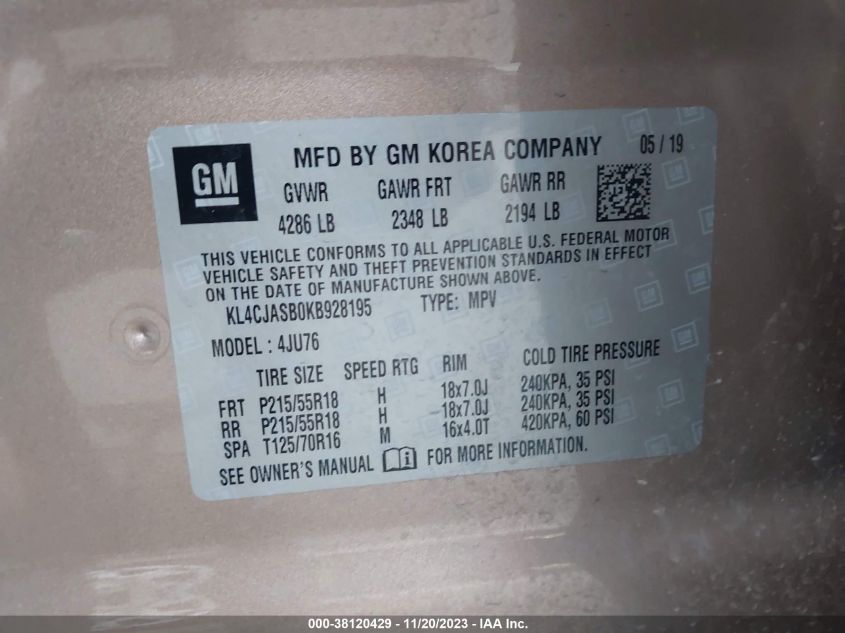 GM
MFD BY GM KOREA COMPANY 05 / 19
GVWR GAWR FRT GAWR RR
4286 LB 2348 LB 2194 LB
THIS VEHICLE CONFORMS TO ALL APPLICABLE U.S. FEDERAL MOTOR
VEHICLE SAFETY AND THEFT PREVENTION STANDARDS IN EFFECT
ON THE DATE OF MANUFACTURE SHOWN ABOVE.
KL4CJASB0KB928195 TYPE: MPV
MODEL : 4JU76
TIRE SIZE SPEED RTG RIM COLD TIRE PRESSURE
FRT P215/55R18 H 18x7.0J 240KPA, 35 PSI
RR P215/55R18 H 18x7.0J 240KPA, 35 PSI
SPA T125/70R16 M 16x4.0T 420KPA, 60 PSI
SEE OWNER'S MANUAL FOR MORE INFORMATION.
000-38120429 - 11/20/2023 - IAA Inc.